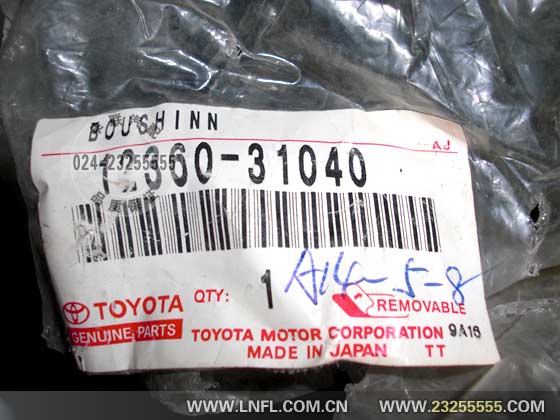 BOUSHINN
024-23255555
12360-31040
A14-5-8
TOYOTA QTY: 1
REMOVABLE
GENUINE PARTS
TOYOTA MOTOR CORPORATION 9A16
MADE IN JAPAN TT
WWW.LNFL.COM.CN WWW.23255555.COM